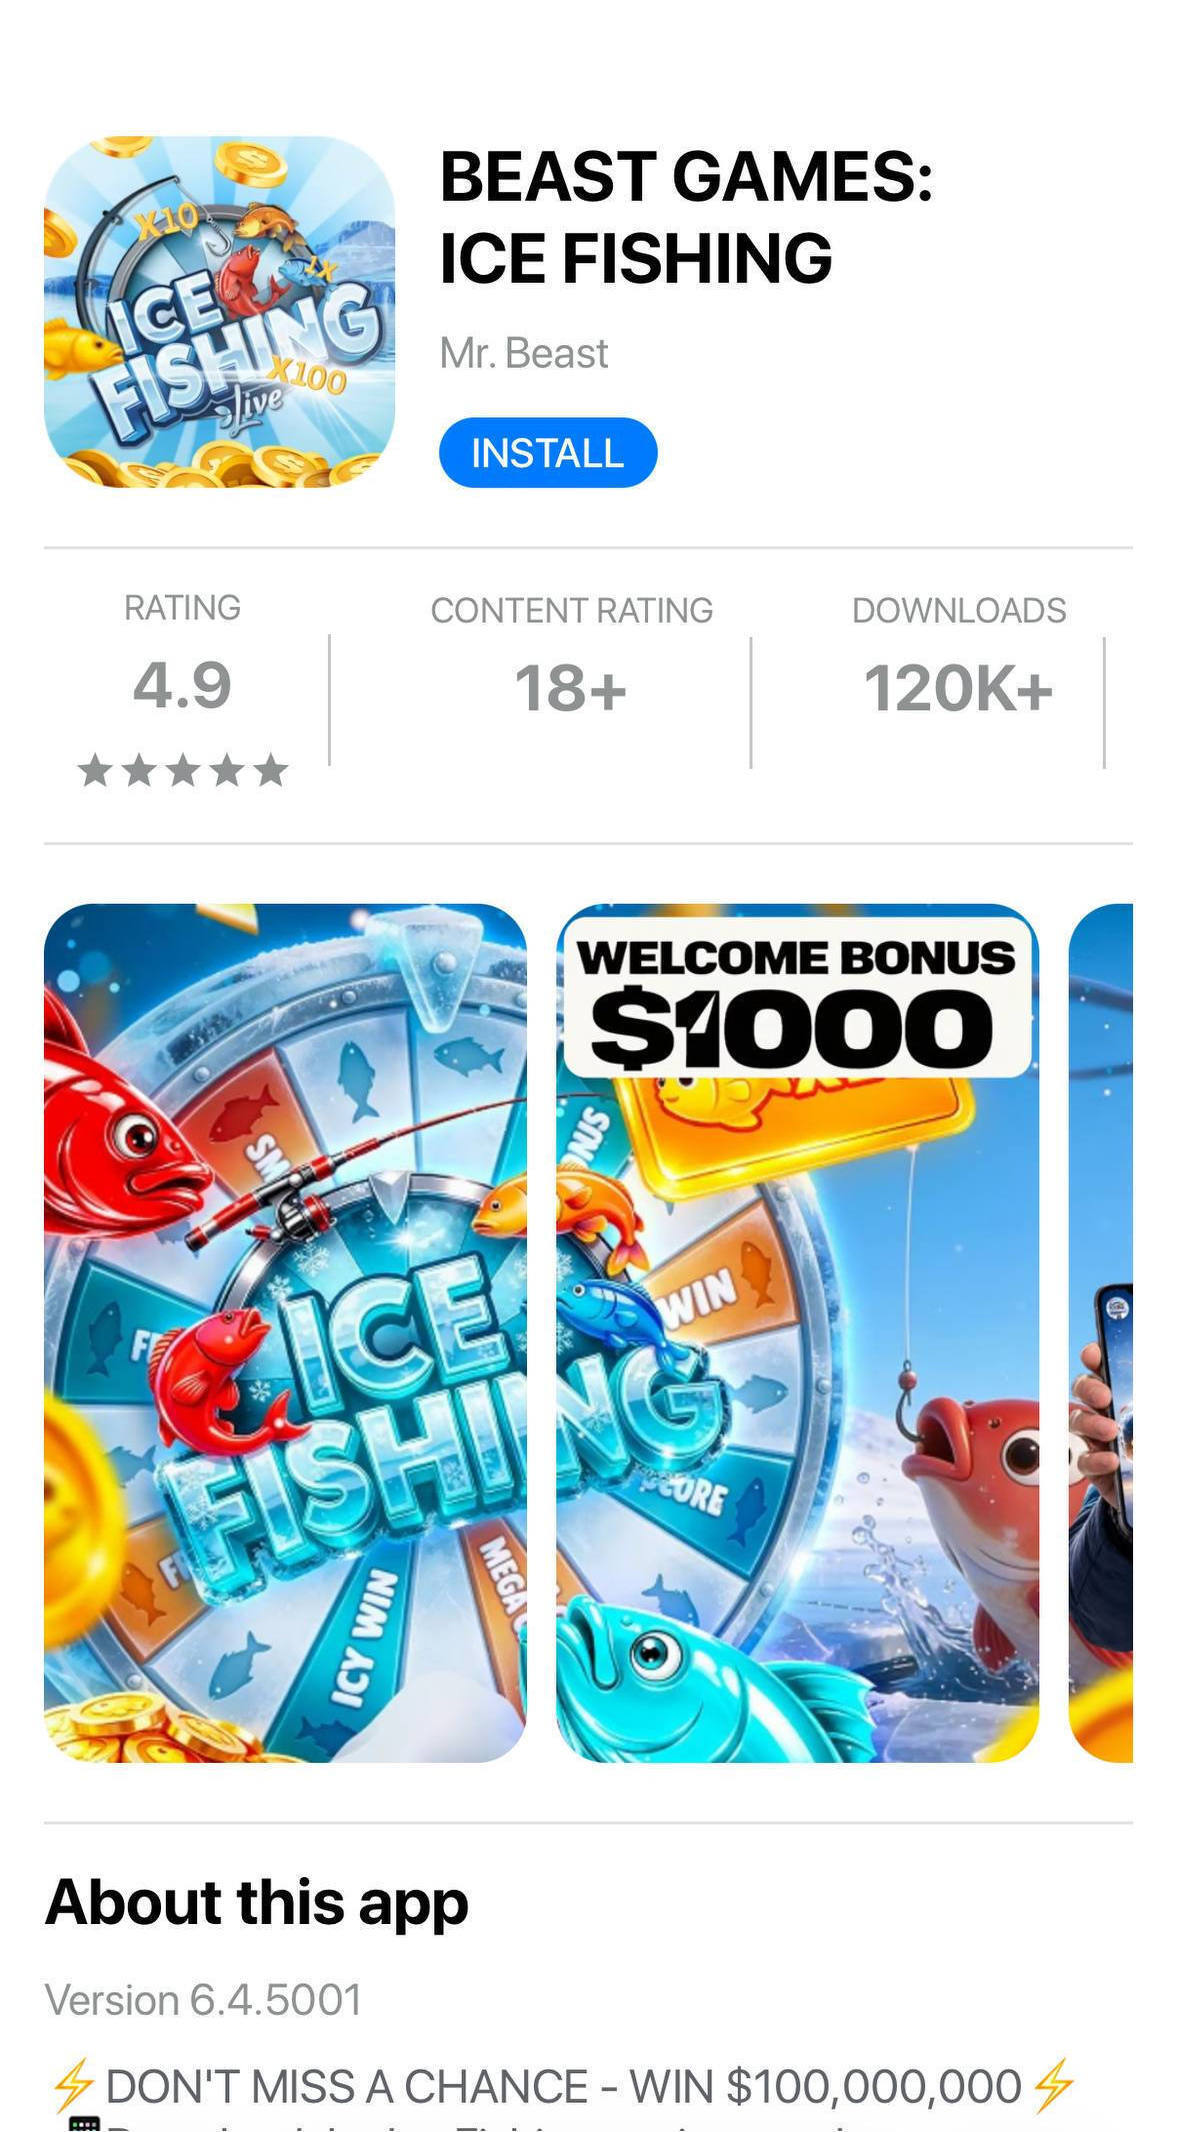 X10
1X
ICE
FISHING
X100
Live
BEAST GAMES:
ICE FISHING
Mr. Beast
INSTALL
RATING
CONTENT RATING
DOWNLOADS
4.9
18+
120K+
WELCOME BONUS
$1000
WIN
ICE
FISHING
ICY WIN
MEGA
About this app
Version 6.4.5001
⚡DON'T MISS A CHANCE - WIN $100,000,000⚡